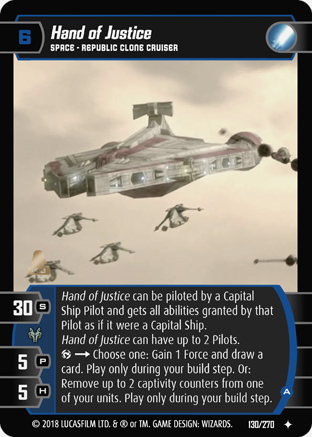 6
Hand of Justice
SPACE - REPUBLIC CLONE CRUISER
30 S
5 P
5 H
Hand of Justice can be piloted by a Capital
Ship Pilot and gets all abilities granted by that
Pilot as if it were a Capital Ship.
Hand of Justice can have up to 2 Pilots.
Choose one: Gain 1 Force and draw a
card. Play only during your build step. Or:
Remove up to 2 captivity counters from one
of your units. Play only during your build step.
A
© 2018 LUCASFILM LTD. & ® or TM. GAME DESIGN: WIZARDS. 130/270